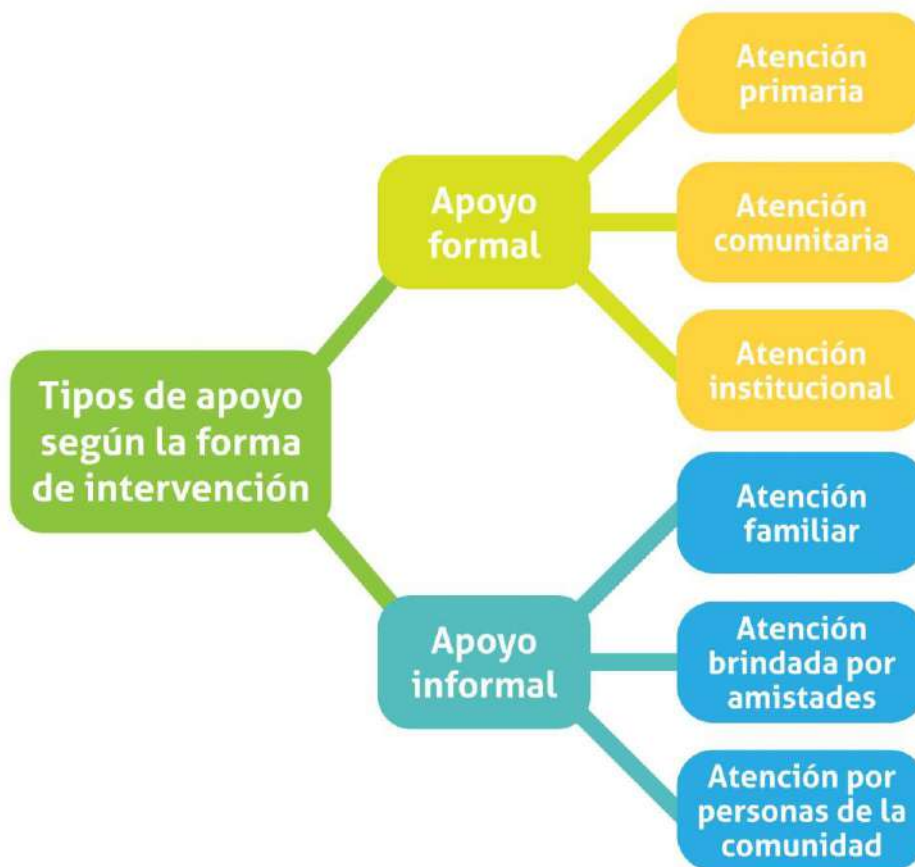 Tipos de apoyo
según la forma
de intervención
Apoyo
formal
Atención
primaria
Atención
comunitaria
Atención
institucional
Apoyo
informal
Atención
familiar
Atención
brindada por
amistades
Atención por
personas de la
comunidad